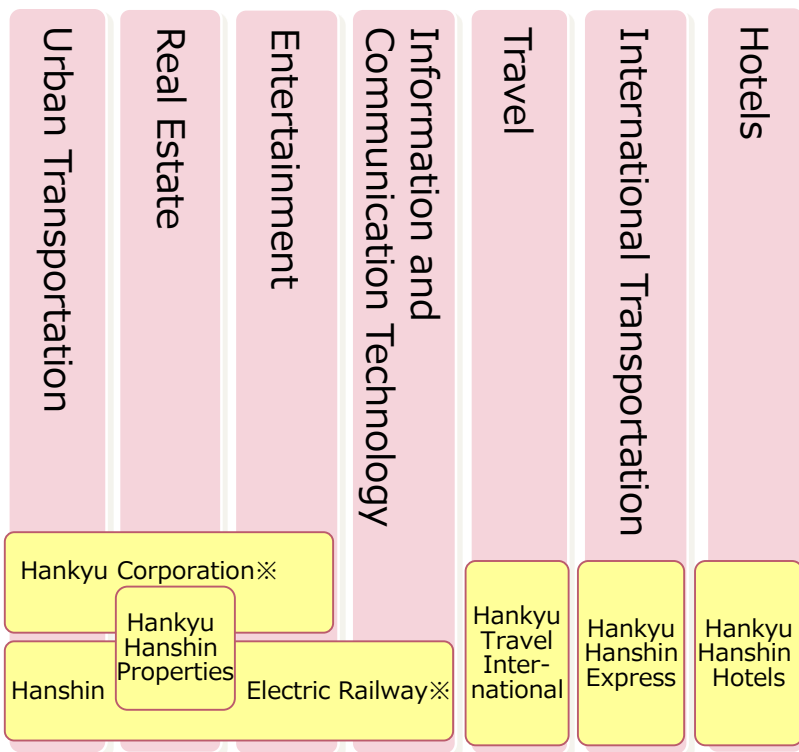 Urban Transportation
Real Estate
Entertainment
Information and
Communication Technology
Travel
International Transportation
Hotels
Hankyu Corporation※
Hankyu
Hanshin
Properties
Hanshin
Electric Railway※
Hankyu
Travel
Inter-
national
Hankyu
Hanshin
Express
Hankyu
Hanshin
Hotels